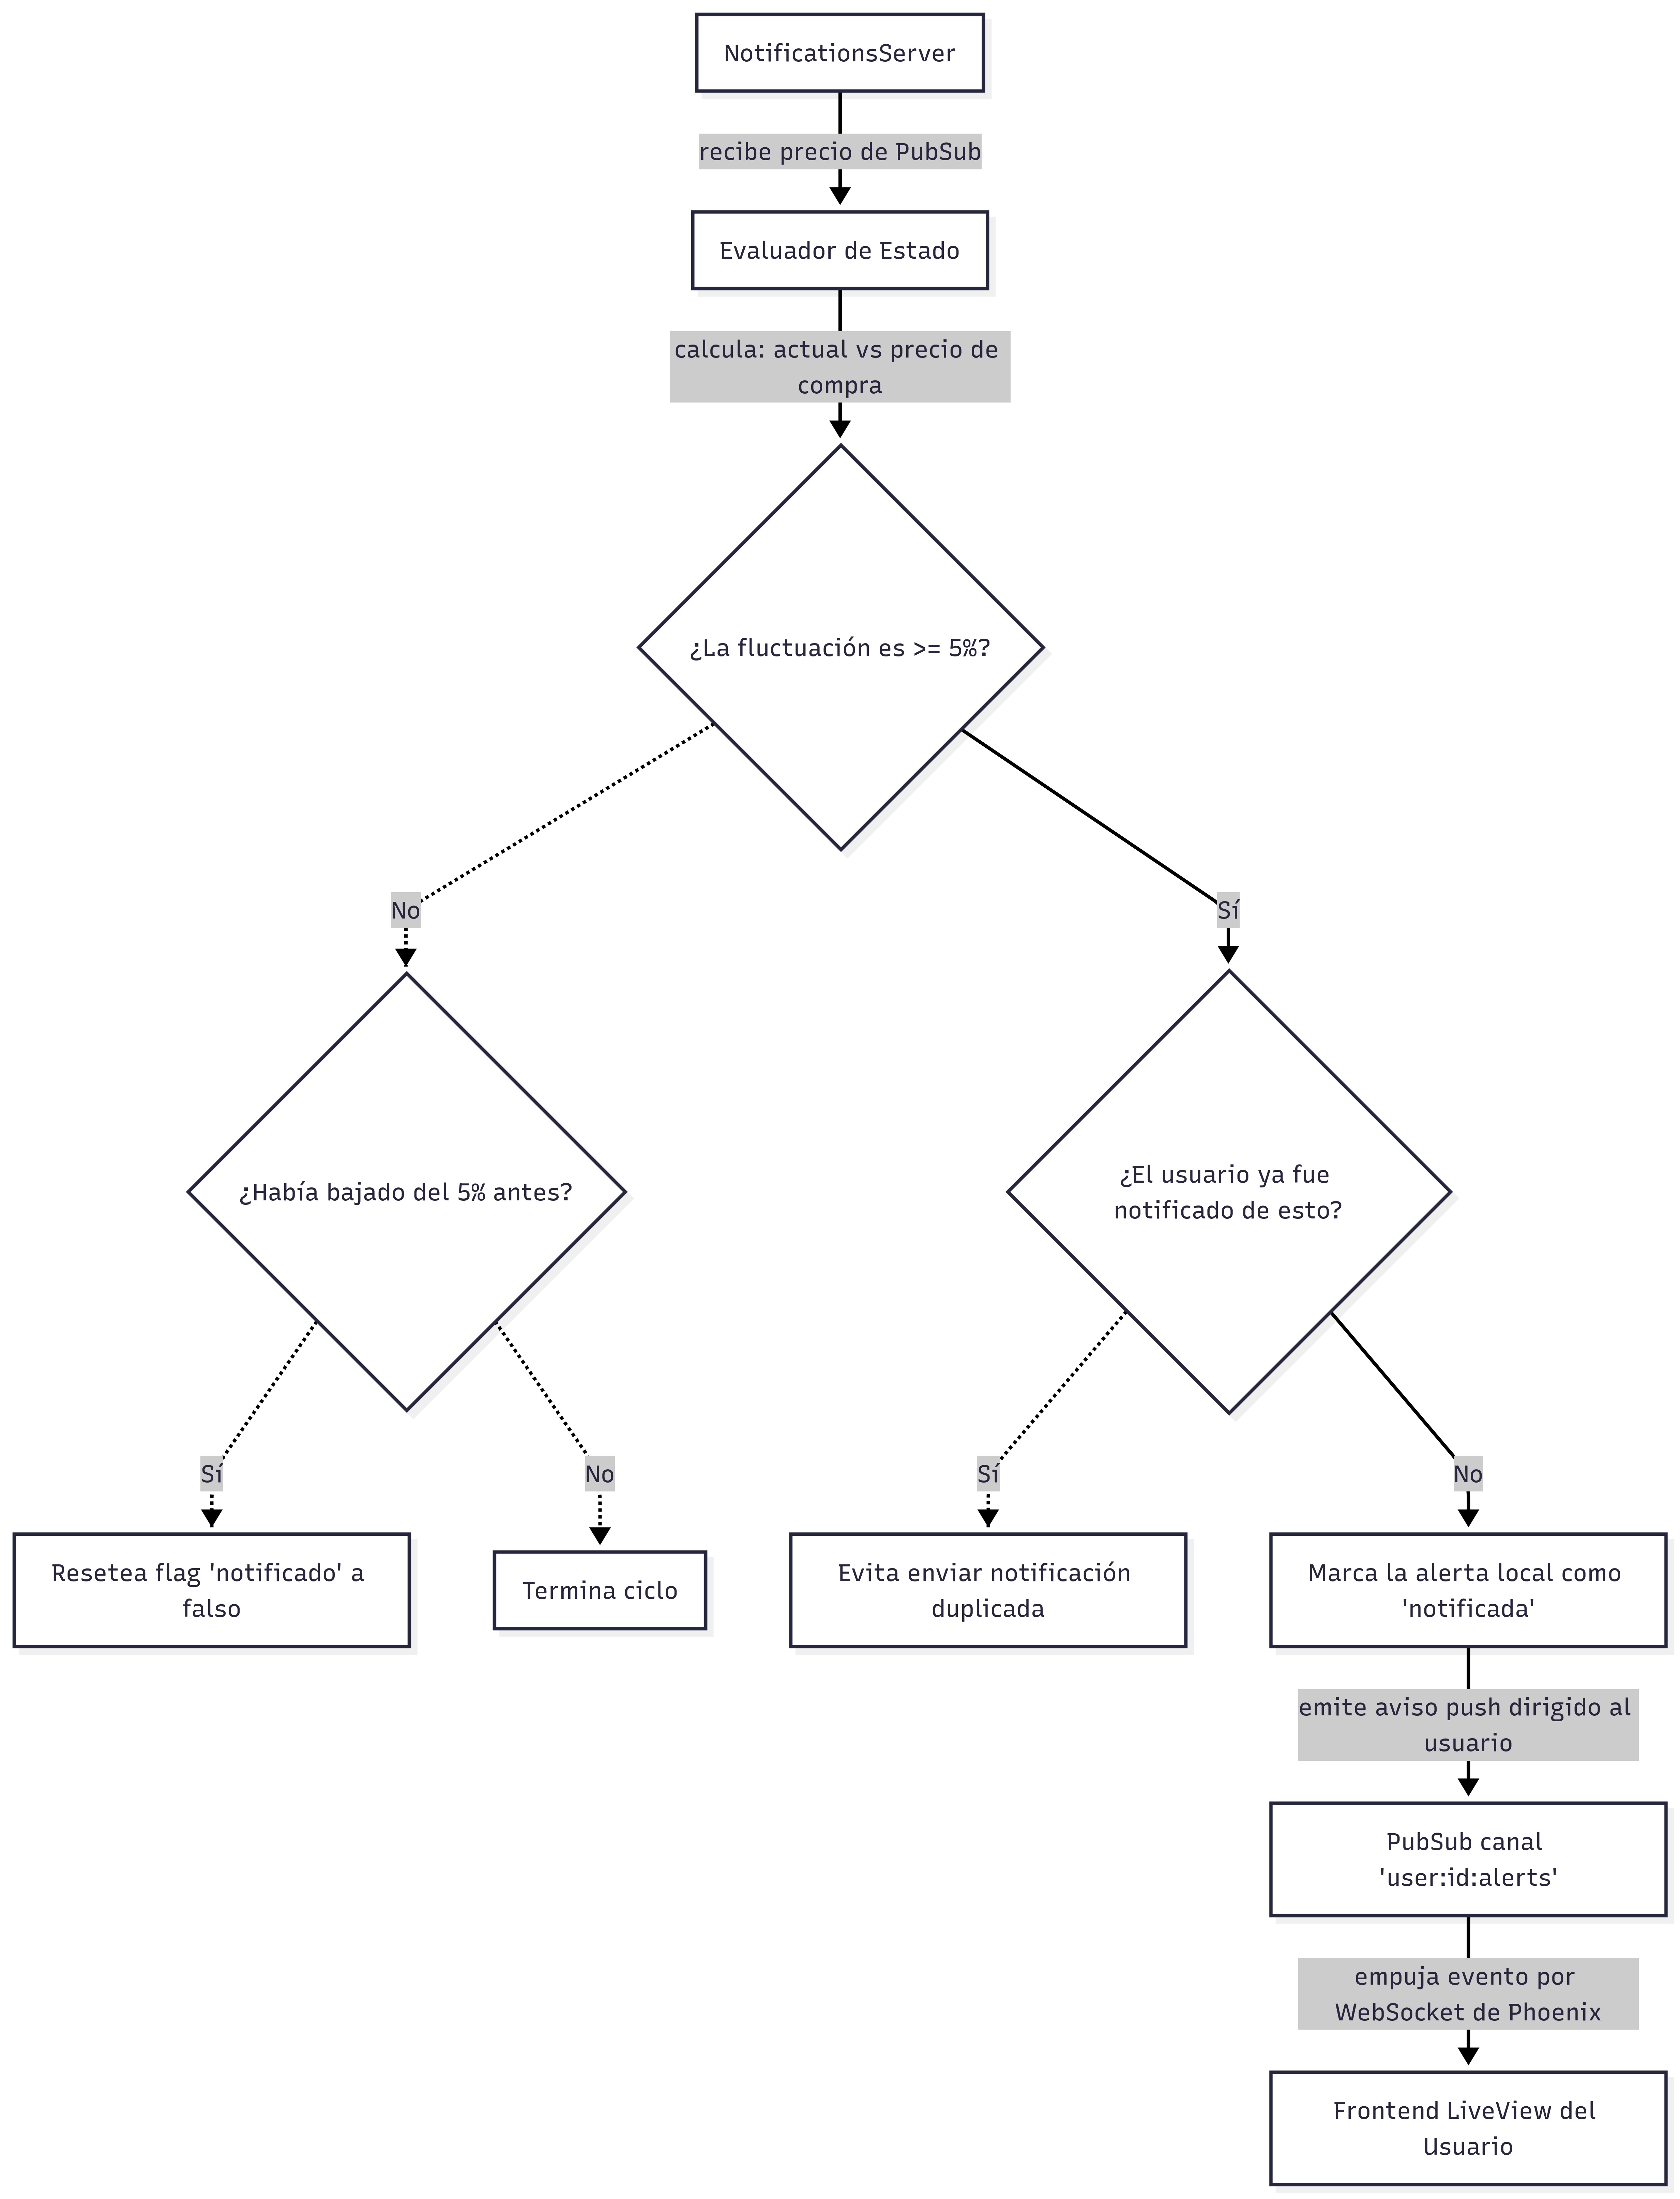 NotificationsServer
recibe precio de PubSub
Evaluador de Estado
calcula: actual vs precio de
compra
¿La fluctuación es >= 5%?
No
Sí
¿Había bajado del 5% antes?
¿El usuario ya fue
notificado de esto?
Sí
No
Sí
No
Resetea flag 'notificado' a
falso
Termina ciclo
Evita enviar notificación
duplicada
Marca la alerta local como
'notificada'
emite aviso push dirigido al
usuario
PubSub canal
'user:id:alerts'
empuja evento por
WebSocket de Phoenix
Frontend LiveView del
Usuario